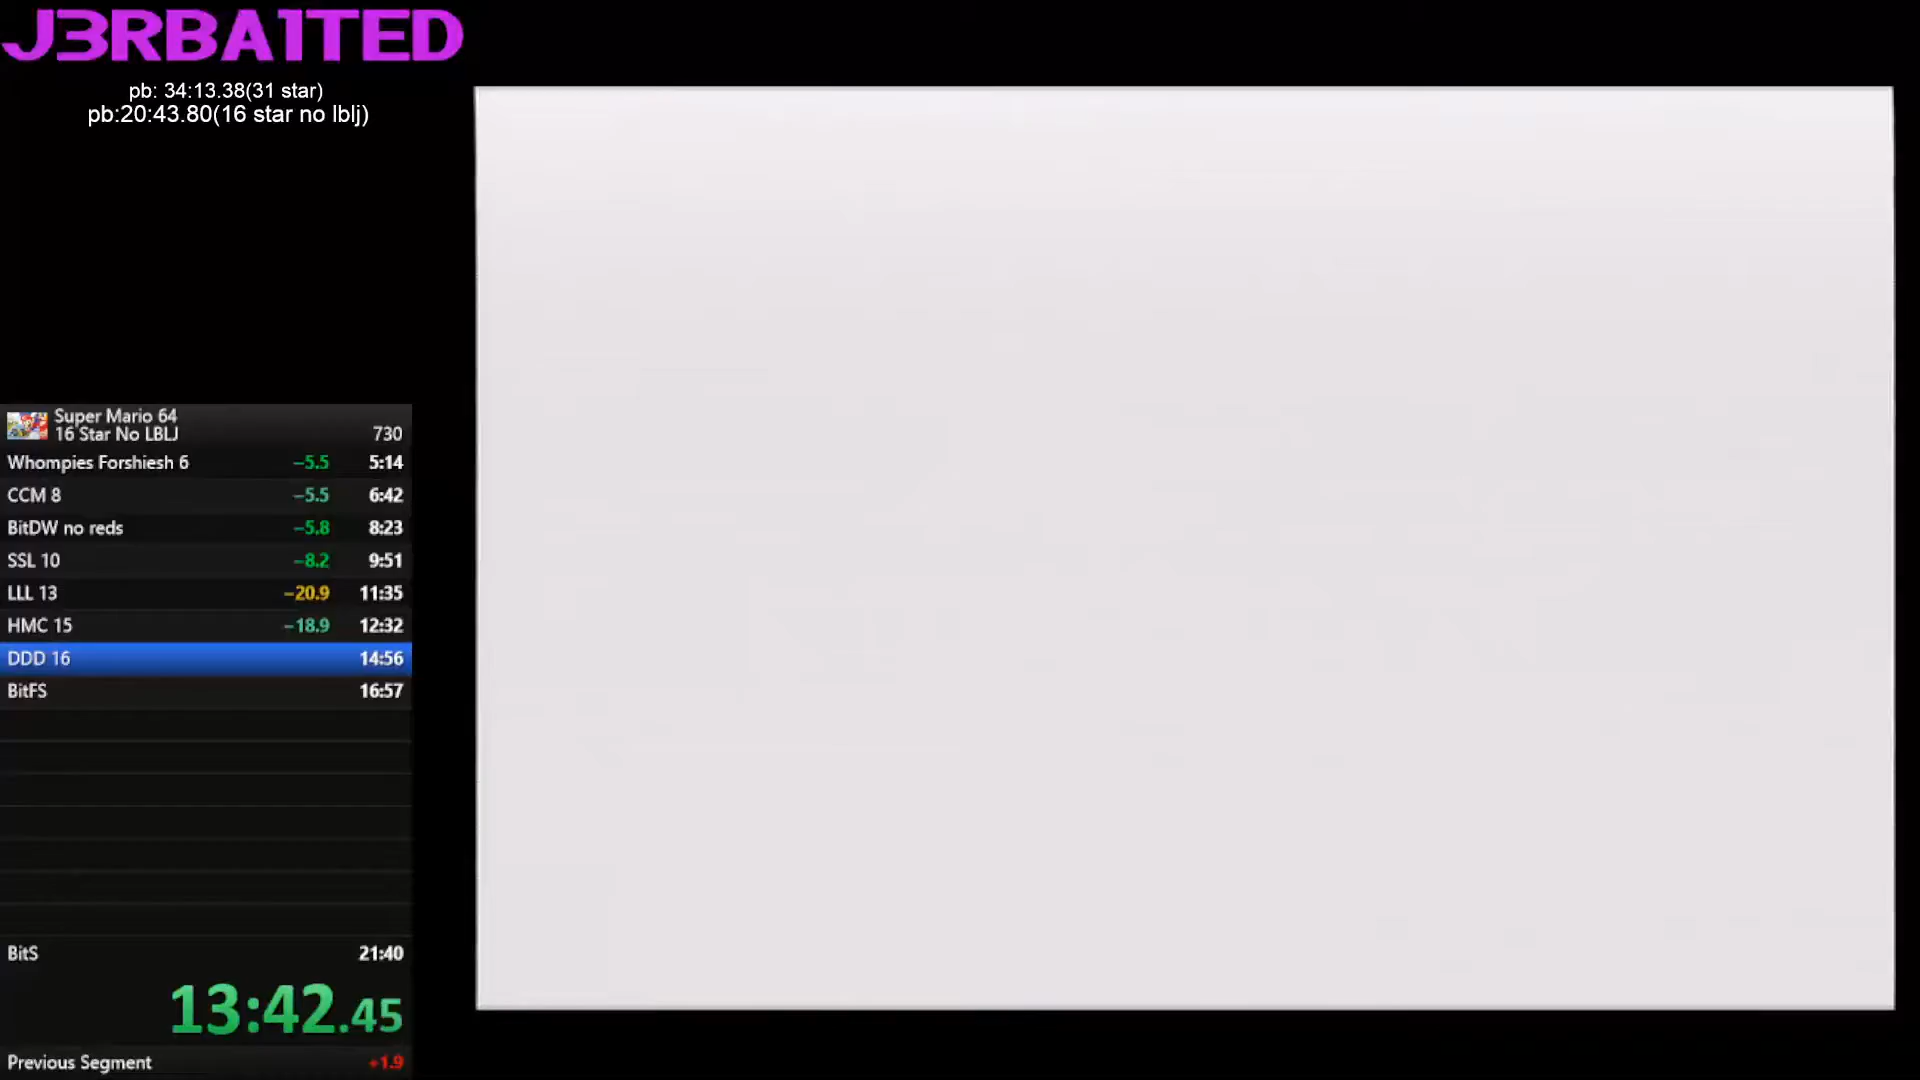 J3RBA1TED
pb: 34:13.38(31 star)
pb:20:43.80(16 star no lblj)
Super Mario 64
16 Star No LBLJ 730
Whompies Forshiesh 6 −5.5 5:14
CCM 8 −5.5 6:42
BitDW no reds −5.8 8:23
SSL 10 −8.2 9:51
LLL 13 −20.9 11:35
HMC 15 −18.9 12:32
DDD 16 14:56
BitFS 16:57
BitS 21:40
13:42.45
Previous Segment +1.9